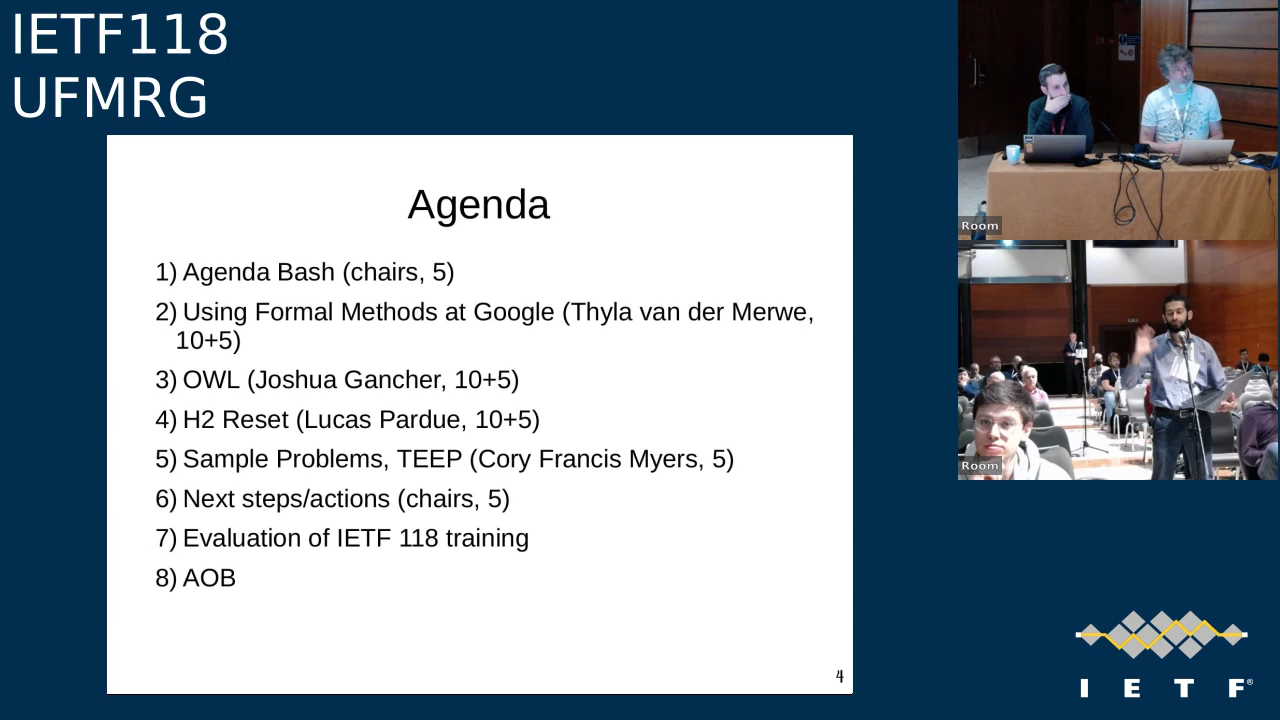 IETF118
UFMRG
Agenda
1) Agenda Bash (chairs, 5)
2) Using Formal Methods at Google (Thyla van der Merwe,
10+5)
3) OWL (Joshua Gancher, 10+5)
4) H2 Reset (Lucas Pardue, 10+5)
5) Sample Problems, TEEP (Cory Francis Myers, 5)
6) Next steps/actions (chairs, 5)
7) Evaluation of IETF 118 training
8) AOB
4
Room
Room
I E T F®